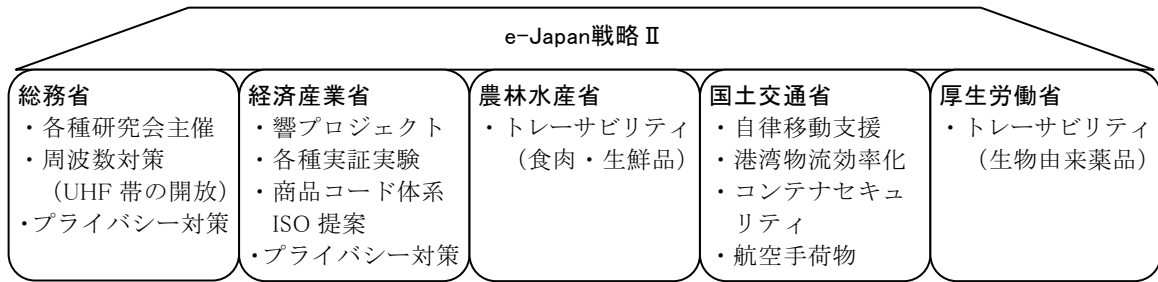 e-Japan戦略Ⅱ
総務省
・各種研究会主催
・周波数対策
（UHF 帯の開放）
・プライバシー対策
経済産業省
・響プロジェクト
・各種実証実験
・商品コード体系
ISO 提案
・プライバシー対策
農林水産省
・トレーサビリティ
（食肉・生鮮品）
国土交通省
・自律移動支援
・港湾物流効率化
・コンテナセキュ
リティ
・航空手荷物
厚生労働省
・トレーサビリティ
（生物由来薬品）